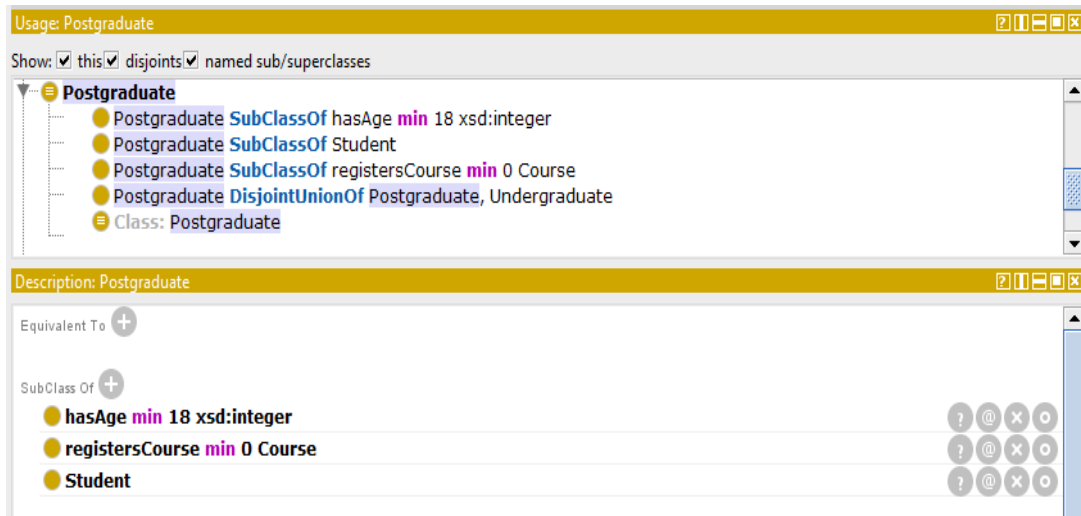 Usage: Postgraduate
Show: this disjoints named sub/superclasses
Postgraduate
Postgraduate SubClassOf hasAge min 18 xsd:integer
Postgraduate SubClassOf Student
Postgraduate SubClassOf registersCourse min 0 Course
Postgraduate DisjointUnionOf Postgraduate, Undergraduate
Class: Postgraduate
Description: Postgraduate
Equivalent To
SubClass Of
hasAge min 18 xsd:integer
registersCourse min 0 Course
Student